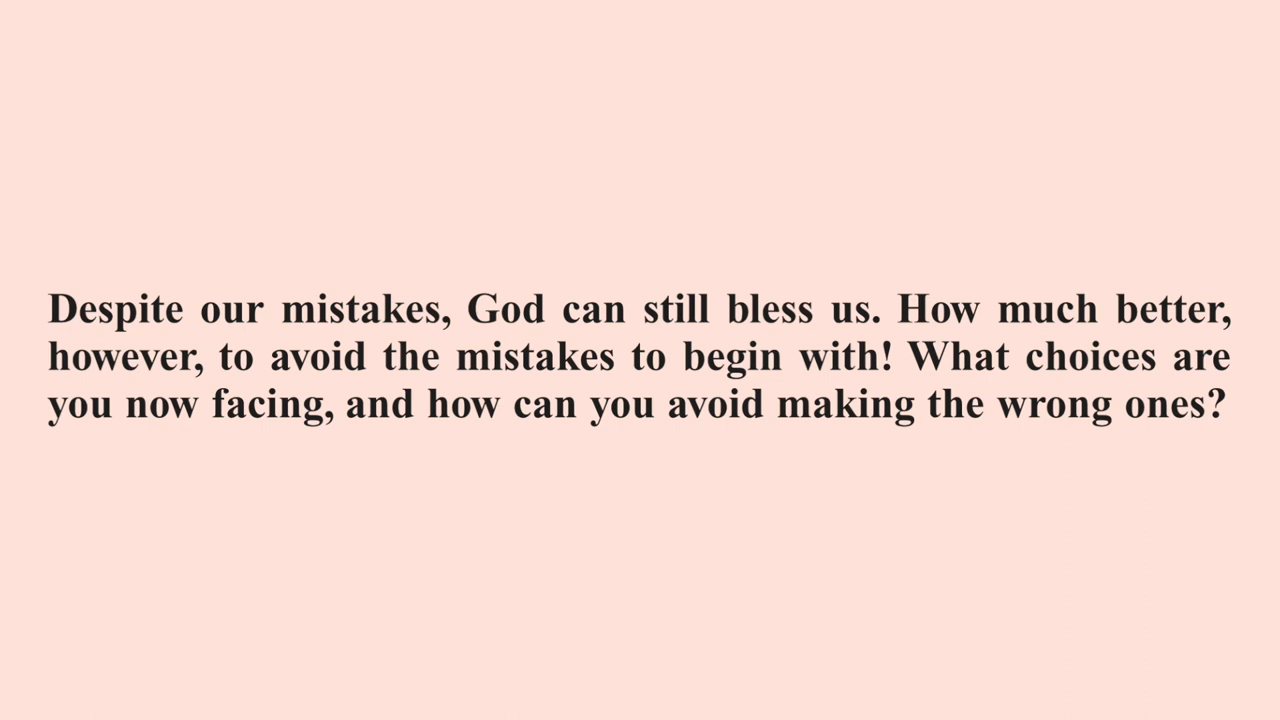 Despite our mistakes, God can still bless us. How much better,
however, to avoid the mistakes to begin with! What choices are
you now facing, and how can you avoid making the wrong ones?